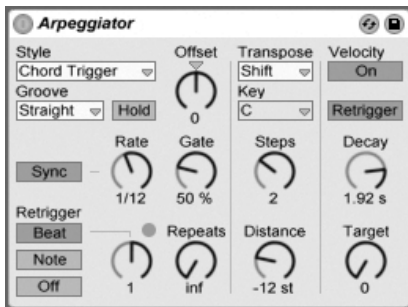 Arpeggiator
Style Offset Transpose Velocity
Chord Trigger Shift On
Groove Key
Straight Hold 0 C Retrigger
Rate Gate Steps Decay
Sync
1/12 50 % 2 1.92 s
Retrigger
Beat Repeats Distance Target
Note
Off 1 inf -12 st 0